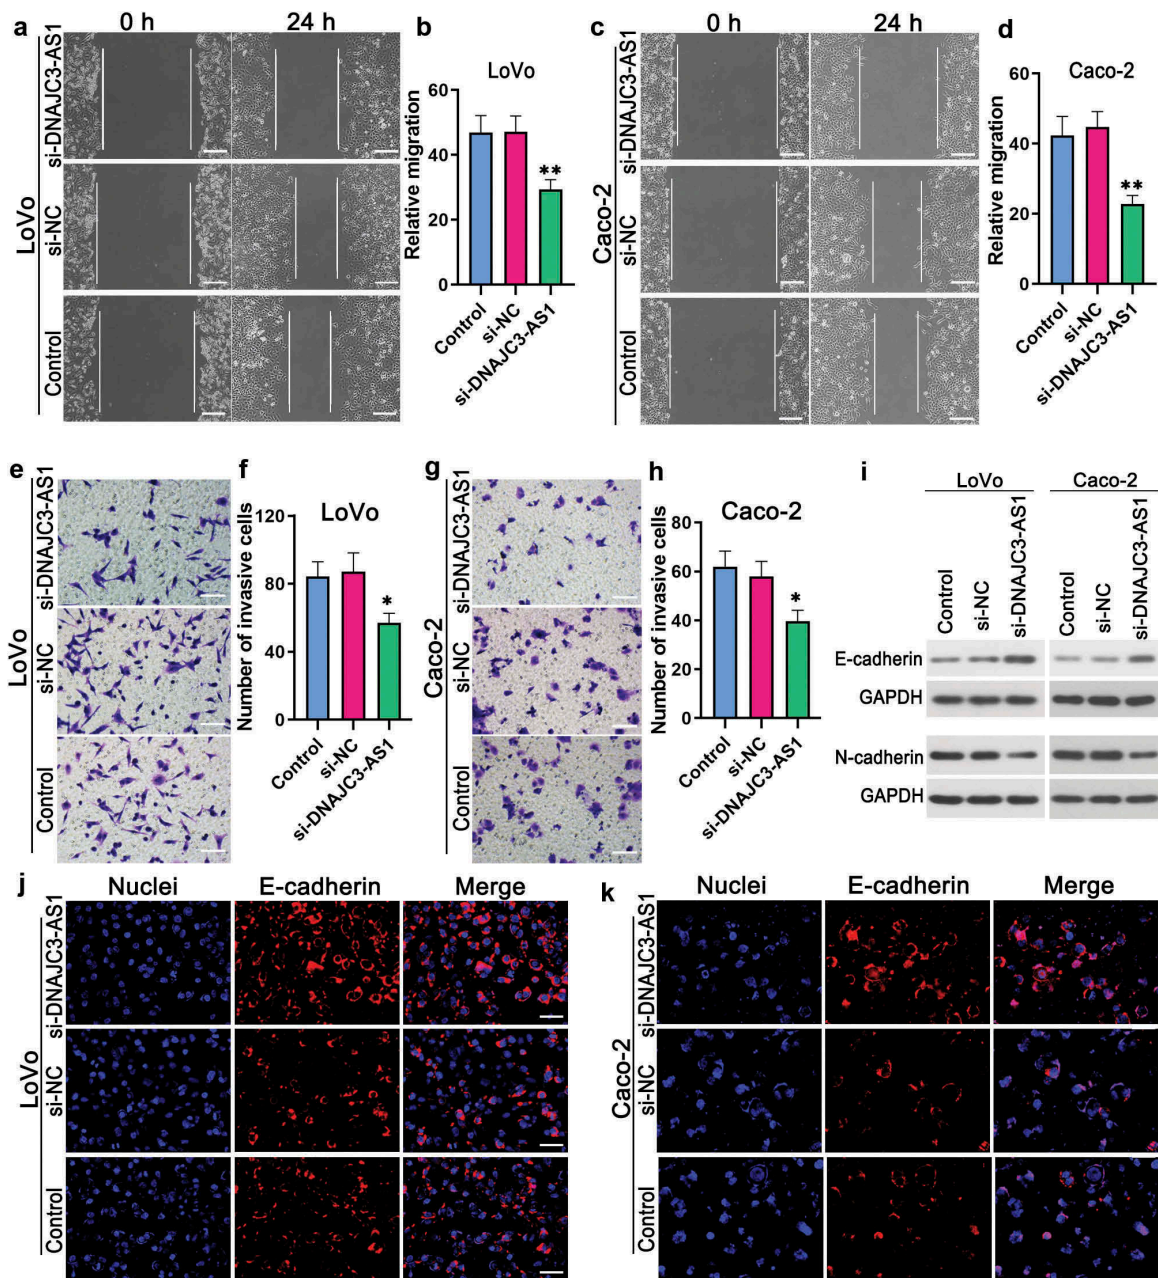 a
0 h
24 h
LoVo
si-DNAJC3-AS1
si-NC
Control
b
LoVo
Relative migration
60
40
20
0
Control
si-NC
si-DNAJC3-AS1
**
c
0 h
24 h
Caco-2
si-DNAJC3-AS1
si-NC
Control
d
Caco-2
Relative migration
60
40
20
0
Control
si-NC
si-DNAJC3-AS1
**
e
LoVo
si-DNAJC3-AS1
si-NC
Control
f
LoVo
Number of invasive cells
120
80
40
0
Control
si-NC
si-DNAJC3-AS1
*
g
Caco-2
si-DNAJC3-AS1
si-NC
Control
h
Caco-2
Number of invasive cells
80
60
40
20
0
Control
si-NC
si-DNAJC3-AS1
*
i
LoVo
Caco-2
Control
si-NC
si-DNAJC3-AS1
Control
si-NC
si-DNAJC3-AS1
E-cadherin
GAPDH
N-cadherin
GAPDH
j
Nuclei
E-cadherin
Merge
LoVo
si-DNAJC3-AS1
si-NC
Control
k
Nuclei
E-cadherin
Merge
Caco-2
si-DNAJC3-AS1
si-NC
Control